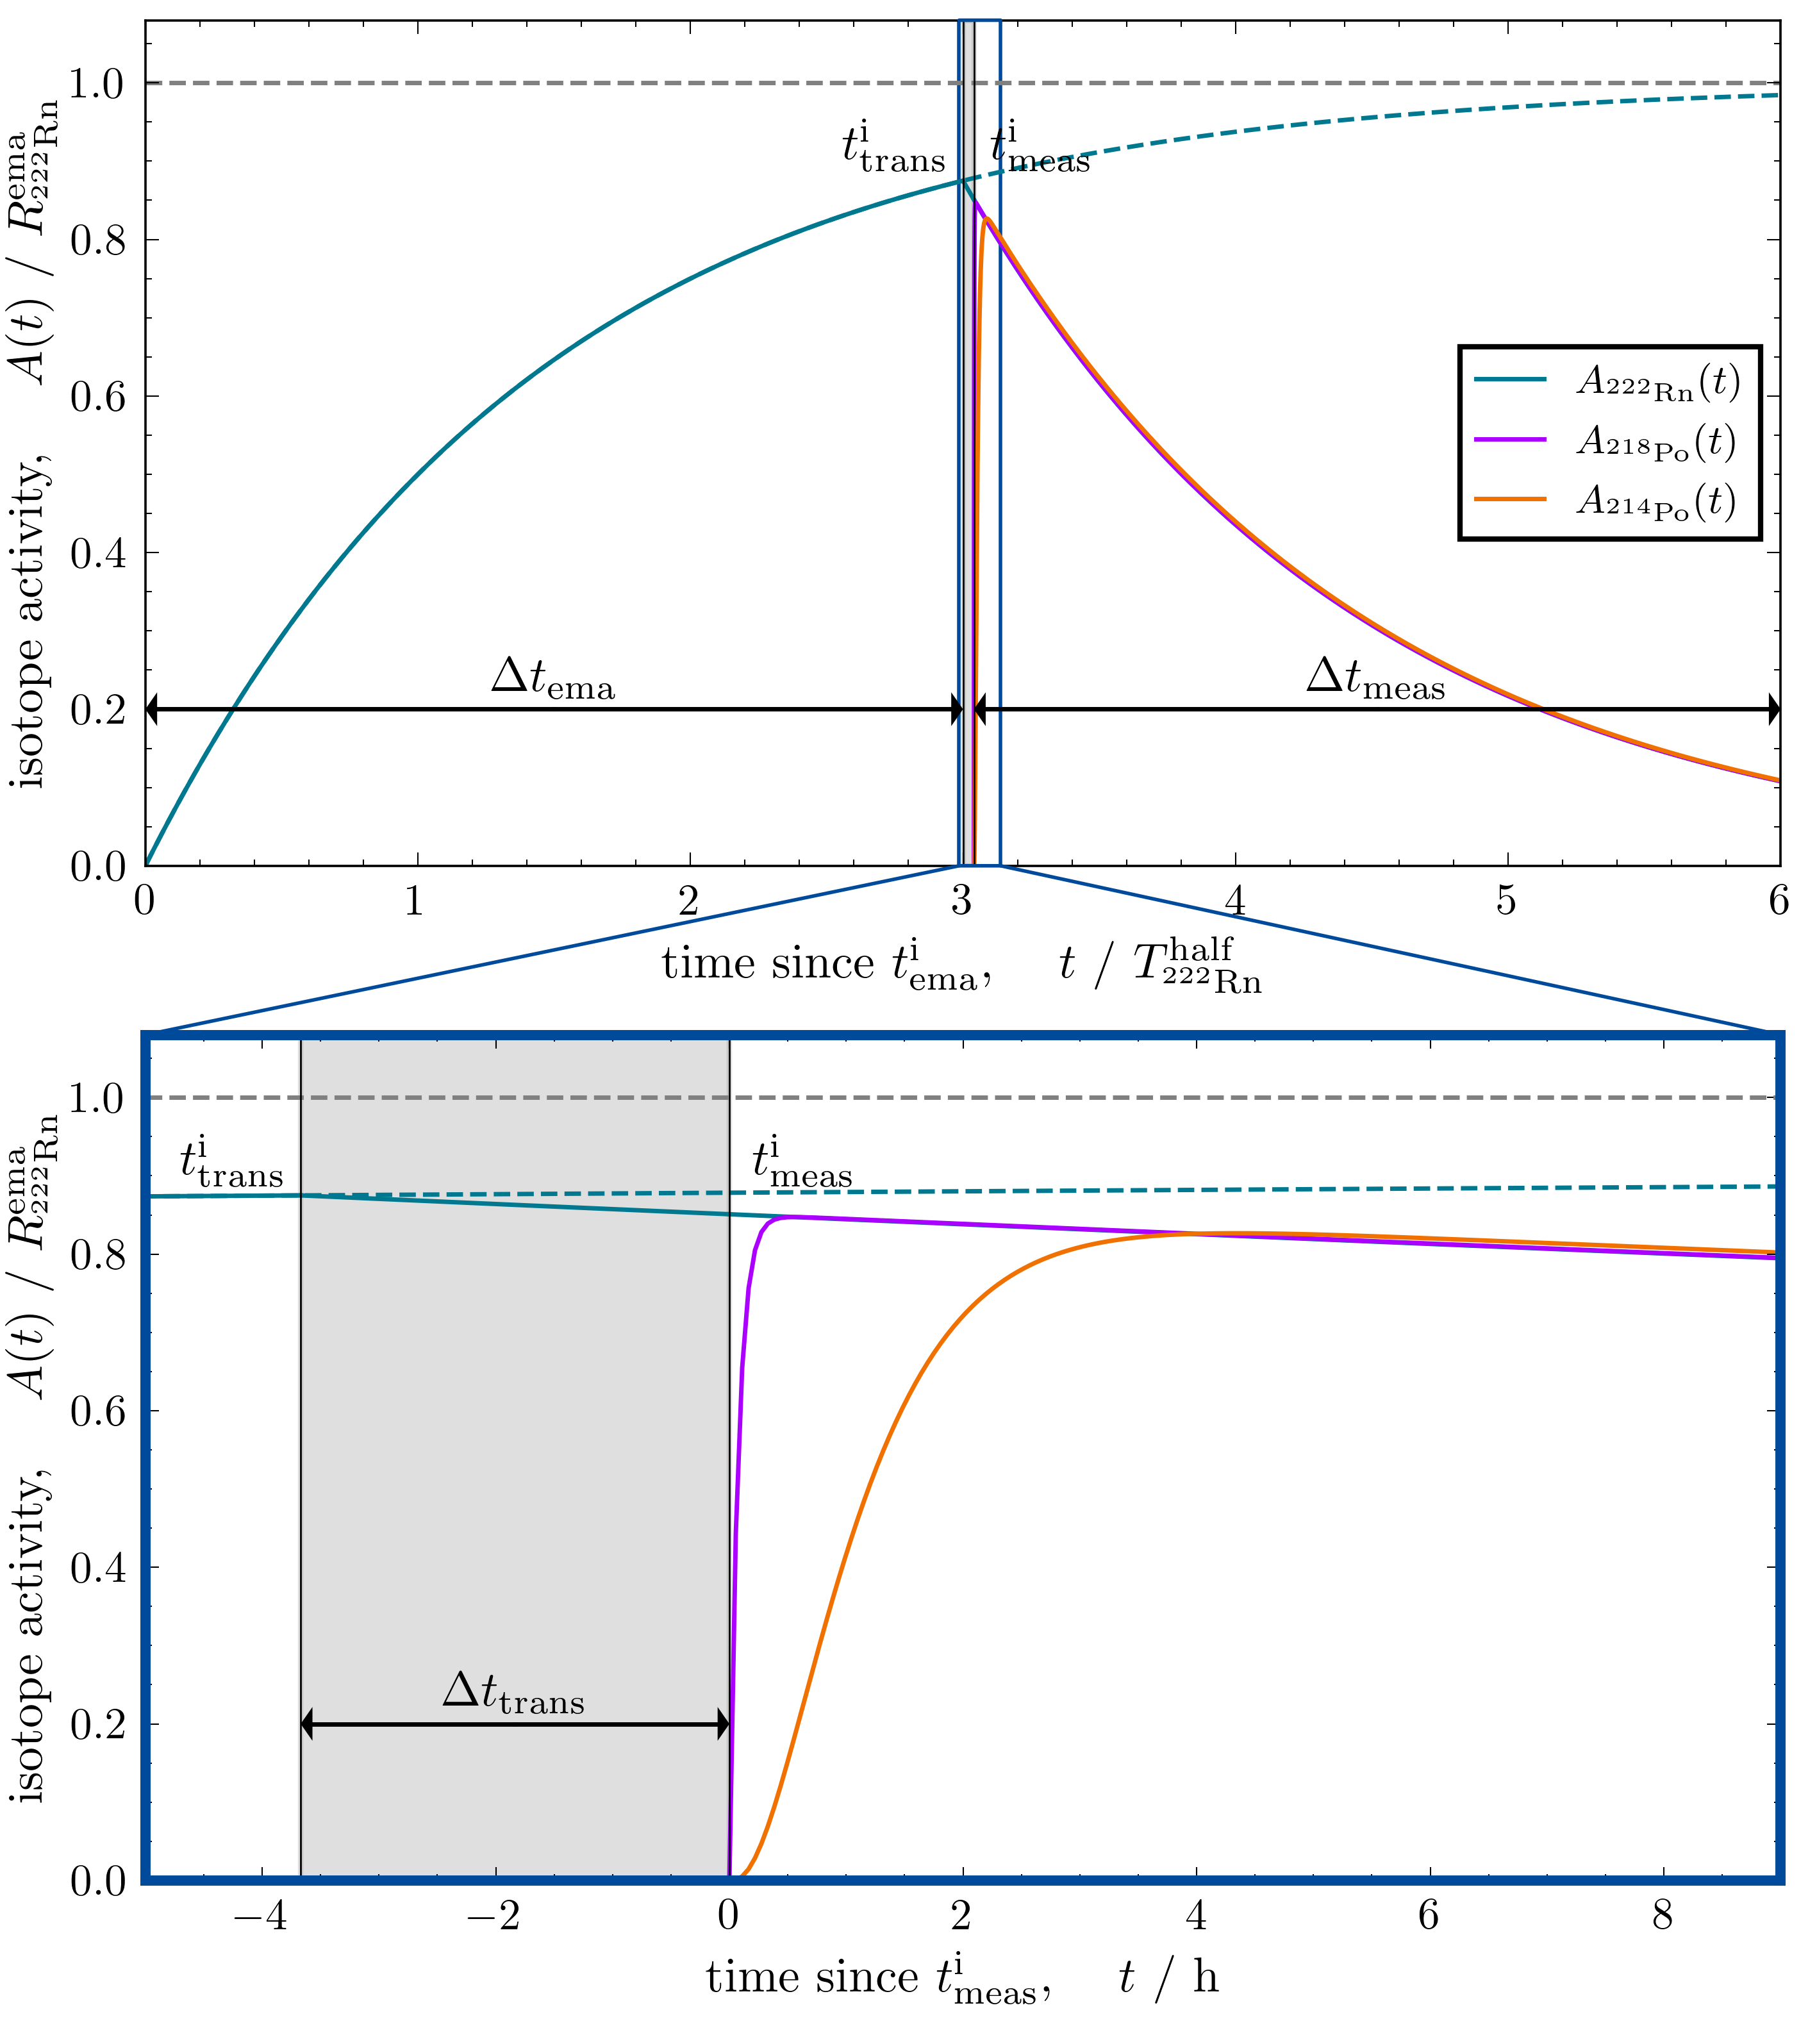 isotope activity, A(t) / R^ema_222Rn
1.0
0.8
0.6
0.4
0.2
0.0
t^i_trans
t^i_meas
A_222Rn(t)
A_218Po(t)
A_214Po(t)
Δt_ema
Δt_meas
0 1 2 3 4 5 6
time since t^i_ema, t / T^half_222Rn
isotope activity, A(t) / R^ema_222Rn
1.0
0.8
0.6
0.4
0.2
0.0
t^i_trans
t^i_meas
Δt_trans
−4 −2 0 2 4 6 8
time since t^i_meas, t / h